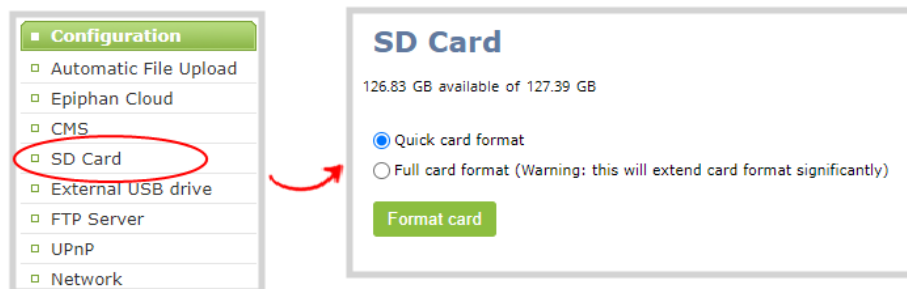 Configuration
Automatic File Upload
Epiphan Cloud
CMS
SD Card
External USB drive
FTP Server
UPnP
Network
SD Card
126.83 GB available of 127.39 GB
Quick card format
Full card format (Warning: this will extend card format significantly)
Format card